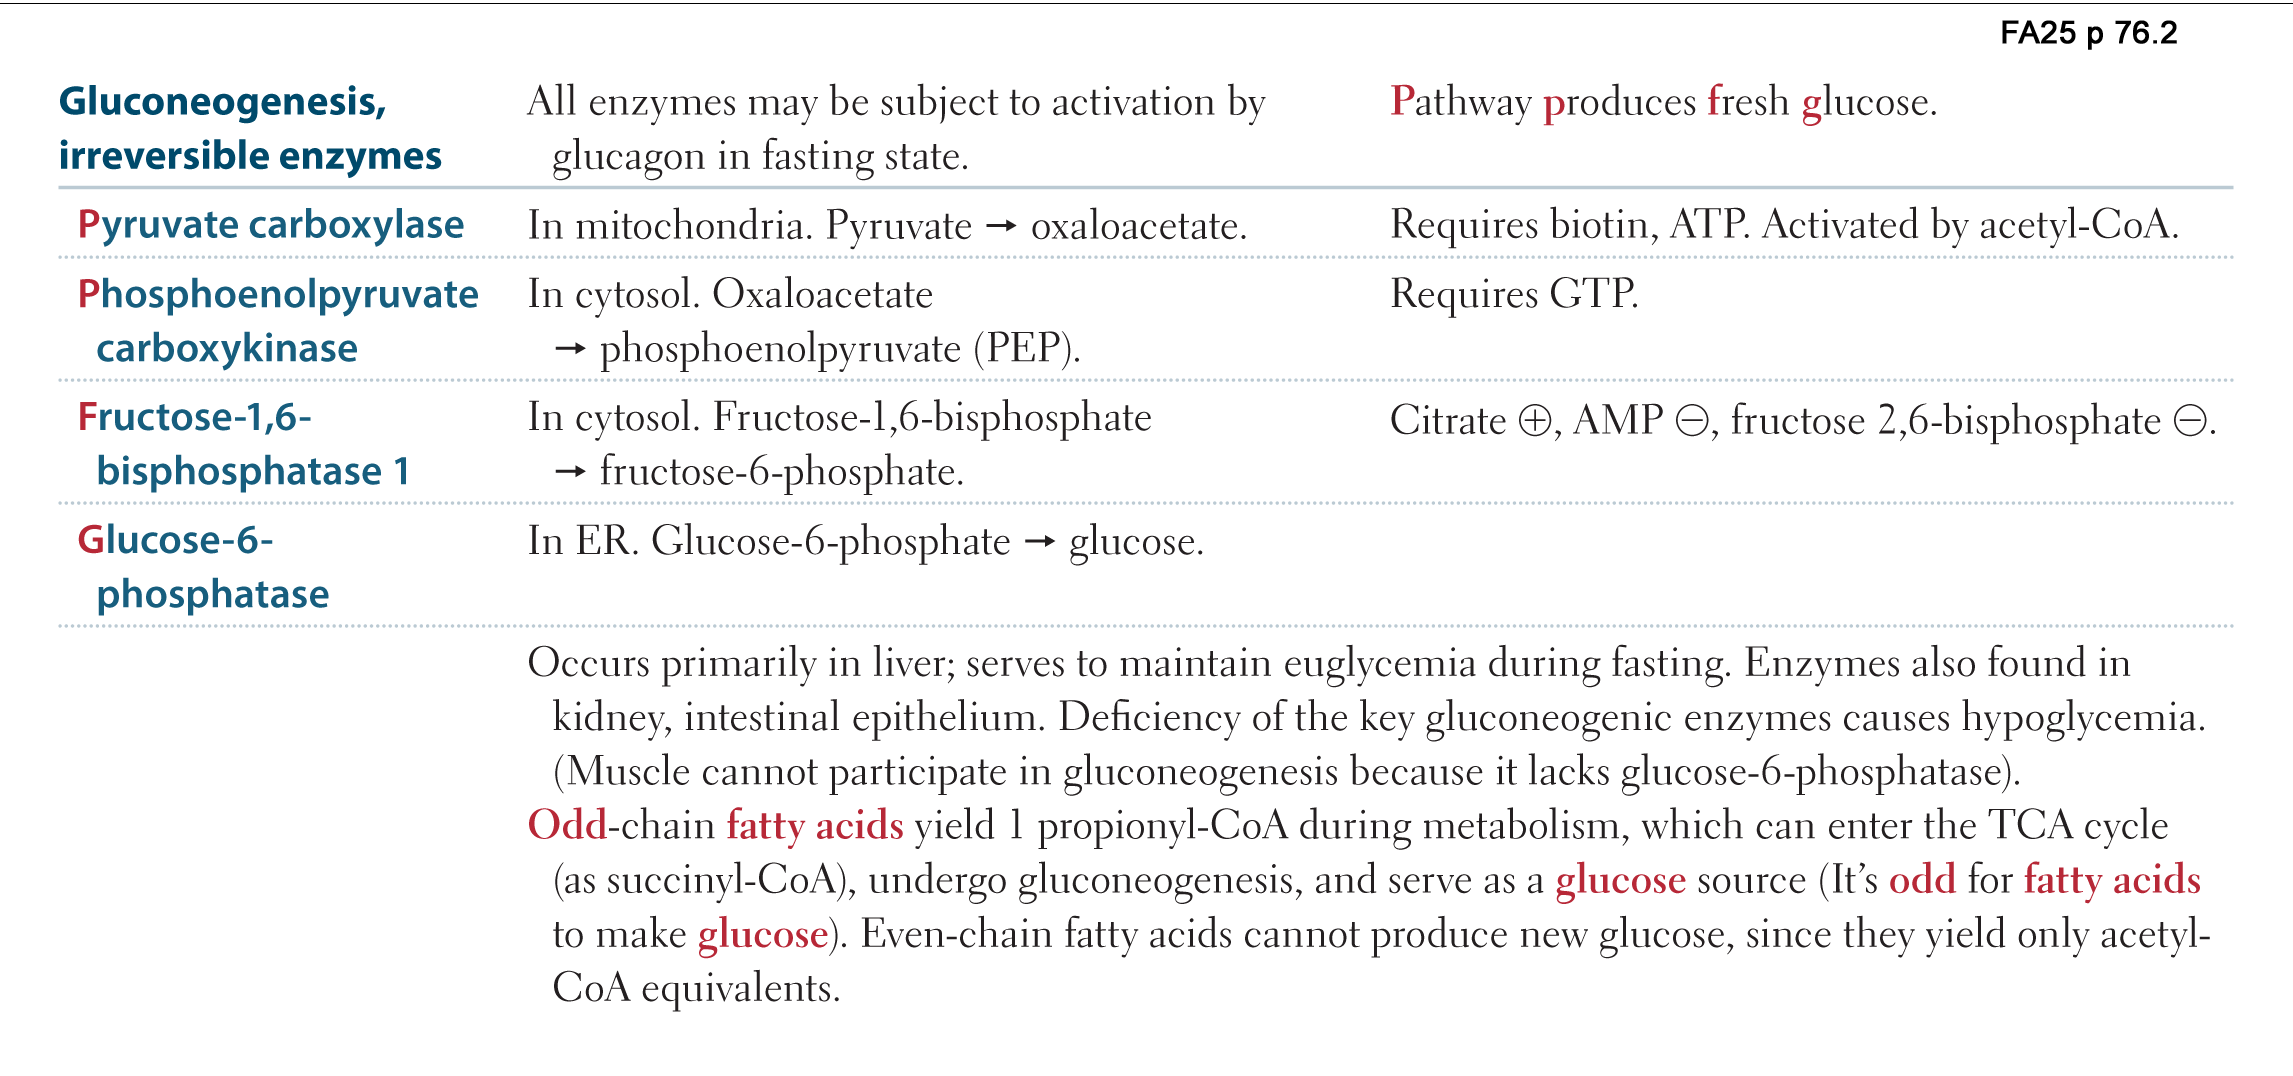 FA25 p 76.2
Gluconeogenesis,
irreversible enzymes
All enzymes may be subject to activation by
glucagon in fasting state.
Pathway produces fresh glucose.
Pyruvate carboxylase
In mitochondria. Pyruvate → oxaloacetate.
Requires biotin, ATP. Activated by acetyl-CoA.
Phosphoenolpyruvate
carboxykinase
In cytosol. Oxaloacetate
→ phosphoenolpyruvate (PEP).
Requires GTP.
Fructose-1,6-
bisphosphatase 1
In cytosol. Fructose-1,6-bisphosphate
→ fructose-6-phosphate.
Citrate ⊕, AMP ⊖, fructose 2,6-bisphosphate ⊖.
Glucose-6-
phosphatase
In ER. Glucose-6-phosphate → glucose.
Occurs primarily in liver; serves to maintain euglycemia during fasting. Enzymes also found in
kidney, intestinal epithelium. Deficiency of the key gluconeogenic enzymes causes hypoglycemia.
(Muscle cannot participate in gluconeogenesis because it lacks glucose-6-phosphatase).
Odd-chain fatty acids yield 1 propionyl-CoA during metabolism, which can enter the TCA cycle
(as succinyl-CoA), undergo gluconeogenesis, and serve as a glucose source (It’s odd for fatty acids
to make glucose). Even-chain fatty acids cannot produce new glucose, since they yield only acetyl-
CoA equivalents.